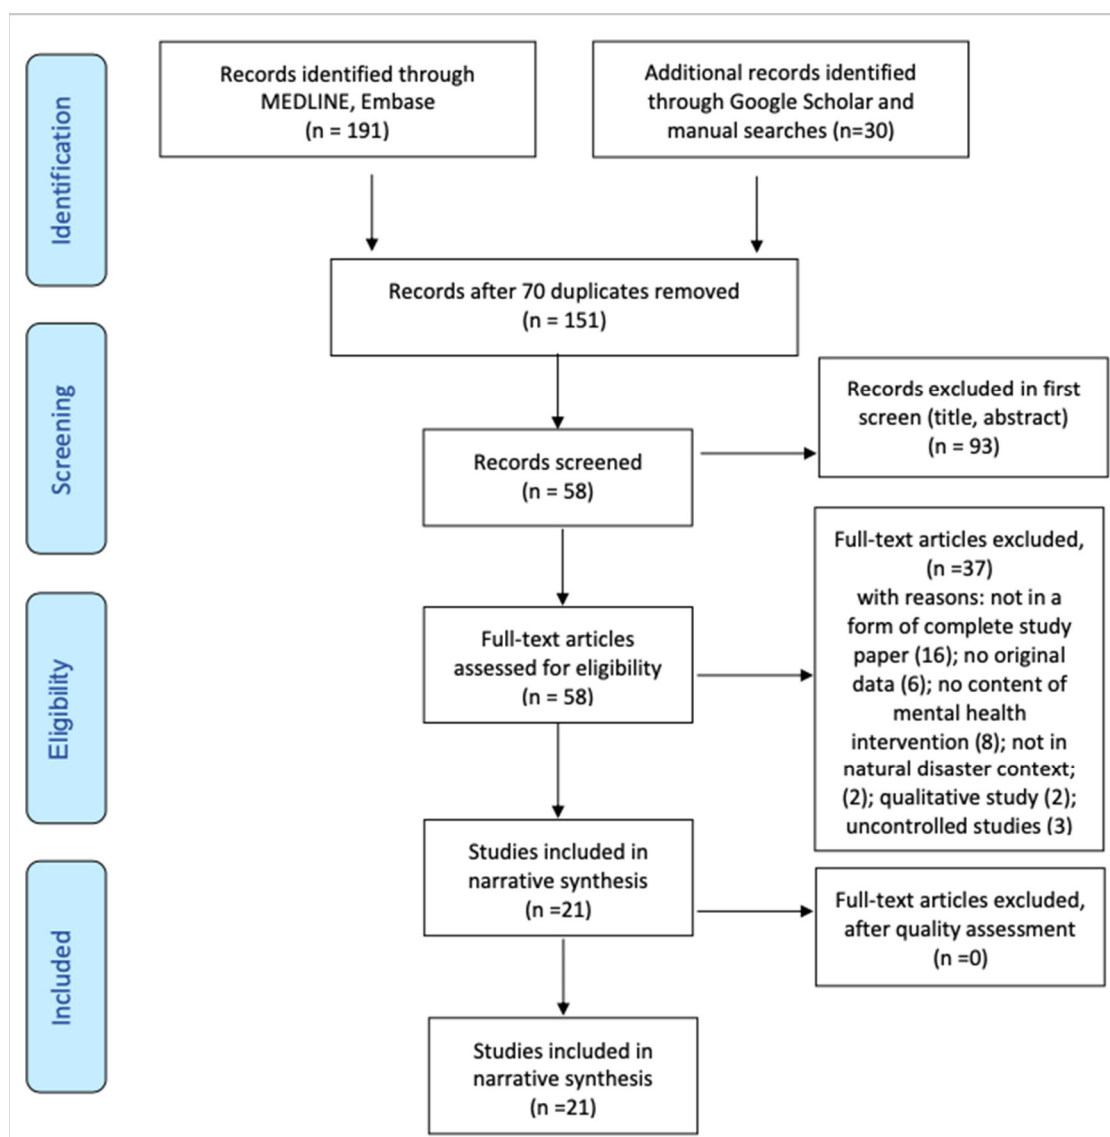 Identification
Records identified through
MEDLINE, Embase
(n = 191)
Additional records identified
through Google Scholar and
manual searches (n=30)
Records after 70 duplicates removed
(n = 151)
Screening
Records screened
(n = 58)
Records excluded in first
screen (title, abstract)
(n = 93)
Eligibility
Full-text articles
assessed for eligibility
(n = 58)
Full-text articles excluded,
(n =37)
with reasons: not in a
form of complete study
paper (16); no original
data (6); no content of
mental health
intervention (8); not in
natural disaster context;
(2); qualitative study (2);
uncontrolled studies (3)
Included
Studies included in
narrative synthesis
(n =21)
Full-text articles excluded,
after quality assessment
(n =0)
Studies included in
narrative synthesis
(n =21)